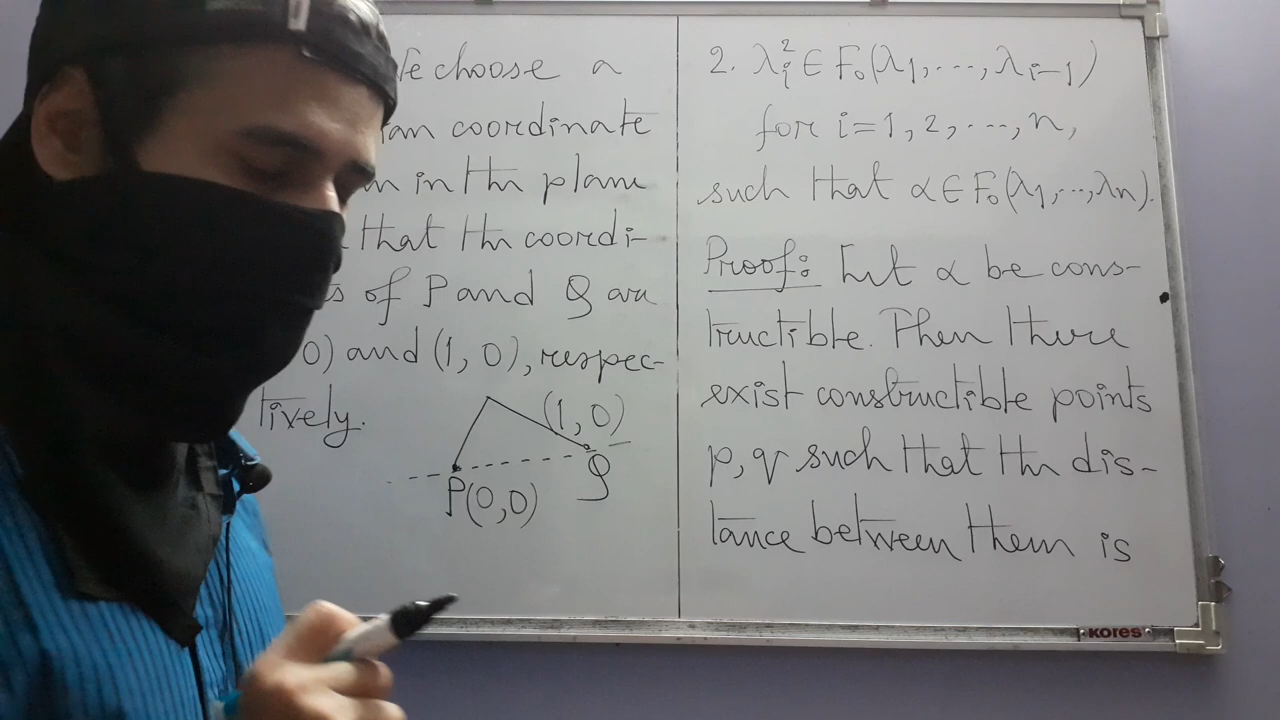 e choose a
coordinate
in the plane
that the coordi-
of P and Q are
0) and (1, 0), respec-
tively.
(1, 0)
Q
P(0,0)
2. λᵢ² ∈ F₀(λ₁, ..., λᵢ₋₁)
for i=1, 2, ..., n,
such that α ∈ F₀(λ₁, ..., λₙ).
Proof: Let α be cons-
tructible. Then there
exist constructible points
p, q such that the dis-
tance between them is
KORES